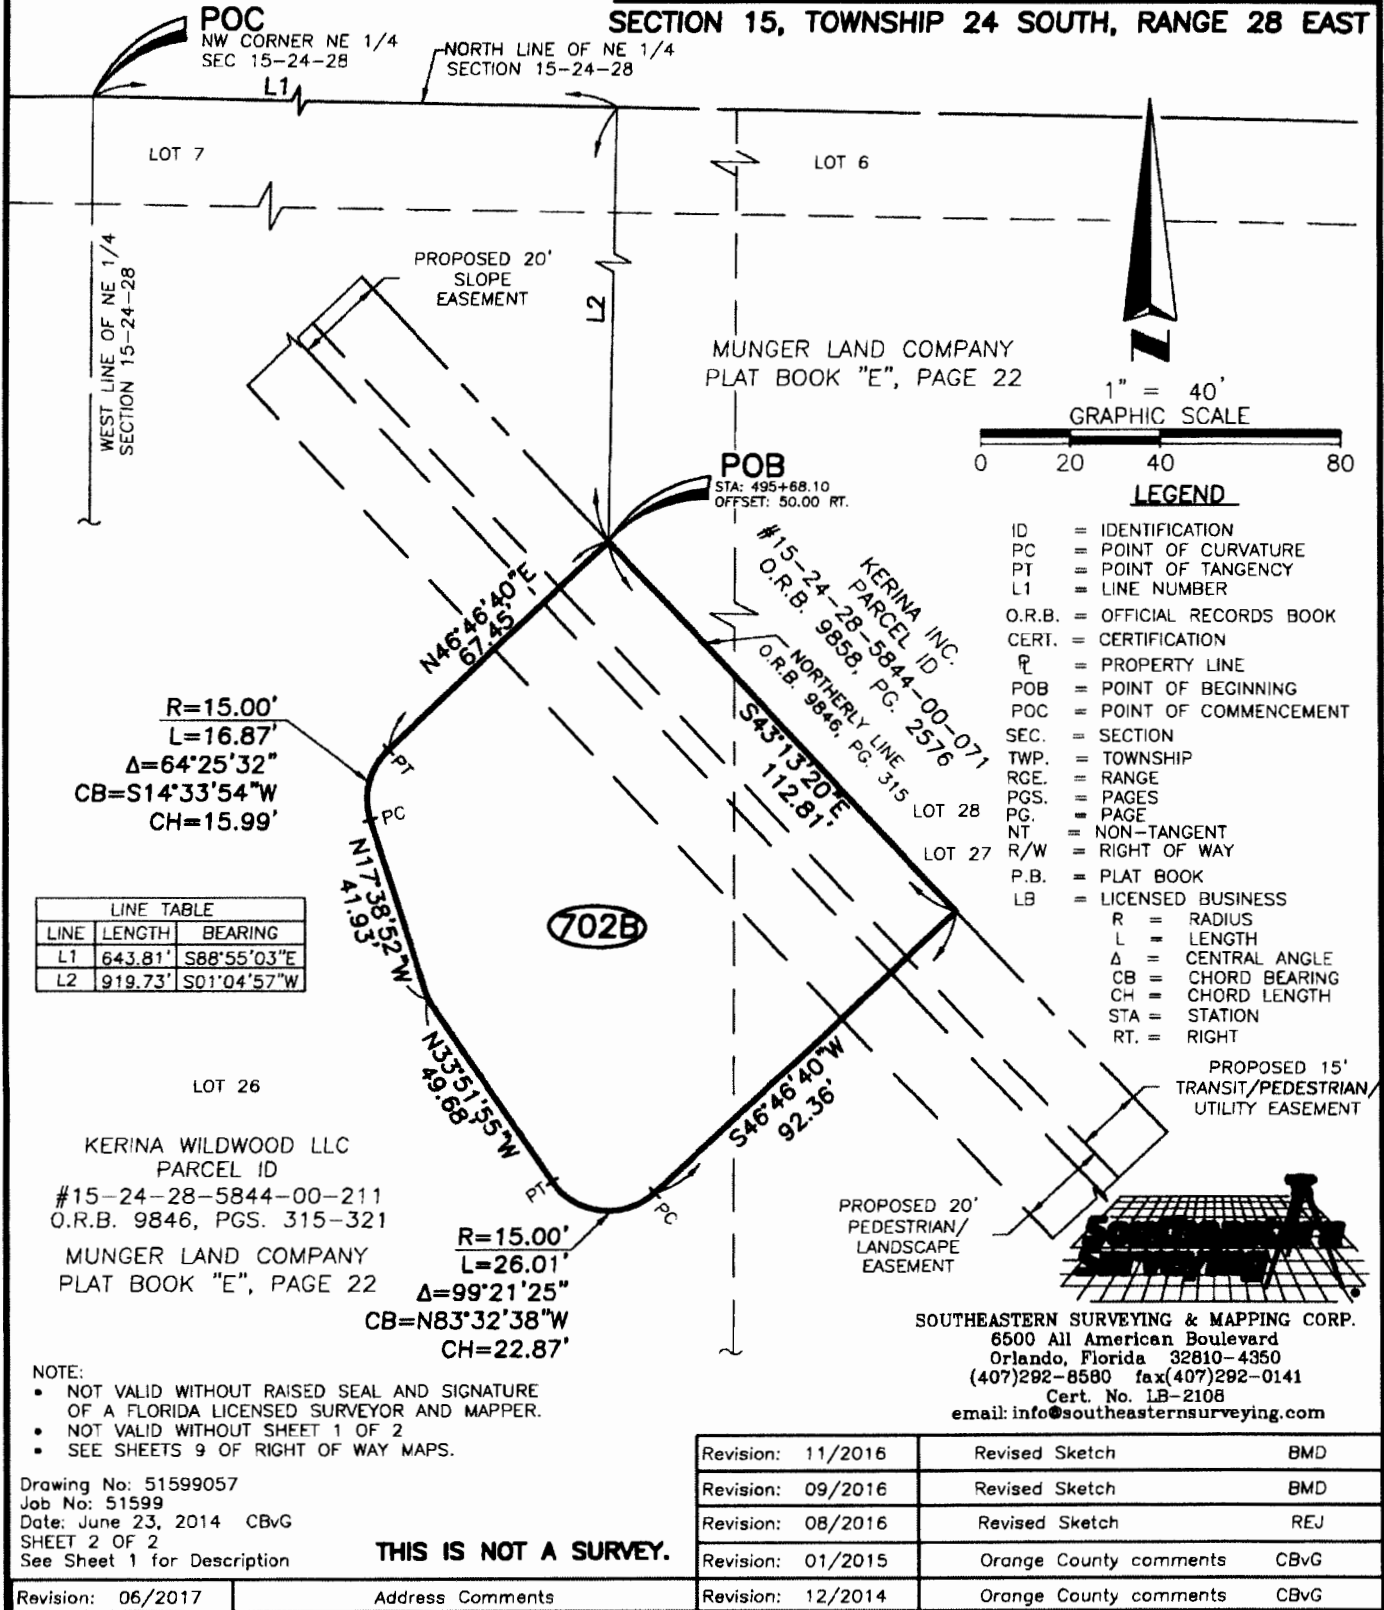 SECTION 15, TOWNSHIP 24 SOUTH, RANGE 28 EAST
POC
NW CORNER NE 1/4
SEC 15-24-28
NORTH LINE OF NE 1/4
SECTION 15-24-28
L1
LOT 7
LOT 6
WEST LINE OF NE 1/4
SECTION 15-24-28
PROPOSED 20'
SLOPE
EASEMENT
L2
MUNGER LAND COMPANY
PLAT BOOK "E", PAGE 22
1" = 40'
GRAPHIC SCALE
0 20 40 80
POB
STA: 495+68.10
OFFSET: 50.00 RT.
LEGEND
ID = IDENTIFICATION
PC = POINT OF CURVATURE
PT = POINT OF TANGENCY
L1 = LINE NUMBER
O.R.B. = OFFICIAL RECORDS BOOK
CERT. = CERTIFICATION
PL = PROPERTY LINE
POB = POINT OF BEGINNING
POC = POINT OF COMMENCEMENT
SEC. = SECTION
TWP. = TOWNSHIP
RGE. = RANGE
PGS. = PAGES
PG. = PAGE
NT = NON-TANGENT
R/W = RIGHT OF WAY
P.B. = PLAT BOOK
LB = LICENSED BUSINESS
R = RADIUS
L = LENGTH
Δ = CENTRAL ANGLE
CB = CHORD BEARING
CH = CHORD LENGTH
STA = STATION
RT. = RIGHT
KERINA INC.
PARCEL ID
#15-24-28-5844-00-071
O.R.B. 9858, PG. 2576
NORTHERLY LINE
O.R.B. 9846, PG. 315
N46°46'40"E
67.45'
S43°13'20"E
112.81'
LOT 28
LOT 27
R=15.00'
L=16.87'
Δ=64°25'32"
CB=S14°33'54"W
CH=15.99'
PT
PC
N17°38'52"W
41.93'
702B
LINE TABLE
LINE LENGTH BEARING
L1 643.81' S88°55'03"E
L2 919.73' S01°04'57"W
N33°51'55"W
49.68'
S46°46'40"W
92.36'
PT
PC
LOT 26
KERINA WILDWOOD LLC
PARCEL ID
#15-24-28-5844-00-211
O.R.B. 9846, PGS. 315-321
MUNGER LAND COMPANY
PLAT BOOK "E", PAGE 22
R=15.00'
L=26.01'
Δ=99°21'25"
CB=N83°32'38"W
CH=22.87'
PROPOSED 15'
TRANSIT/PEDESTRIAN/
UTILITY EASEMENT
PROPOSED 20'
PEDESTRIAN/
LANDSCAPE
EASEMENT
Southeastern
Surveying
SOUTHEASTERN SURVEYING & MAPPING CORP.
6500 All American Boulevard
Orlando, Florida 32810-4350
(407)292-8580 fax(407)292-0141
Cert. No. LB-2108
email: info@southeasternsurveying.com
NOTE:
• NOT VALID WITHOUT RAISED SEAL AND SIGNATURE
OF A FLORIDA LICENSED SURVEYOR AND MAPPER.
• NOT VALID WITHOUT SHEET 1 OF 2
• SEE SHEETS 9 OF RIGHT OF WAY MAPS.
Drawing No: 51599057
Job No: 51599
Date: June 23, 2014 CBvG
SHEET 2 OF 2
See Sheet 1 for Description
THIS IS NOT A SURVEY.
Revision: 11/2016 Revised Sketch BMD
Revision: 09/2016 Revised Sketch BMD
Revision: 08/2016 Revised Sketch REJ
Revision: 01/2015 Orange County comments CBvG
Revision: 06/2017 Address Comments Revision: 12/2014 Orange County comments CBvG